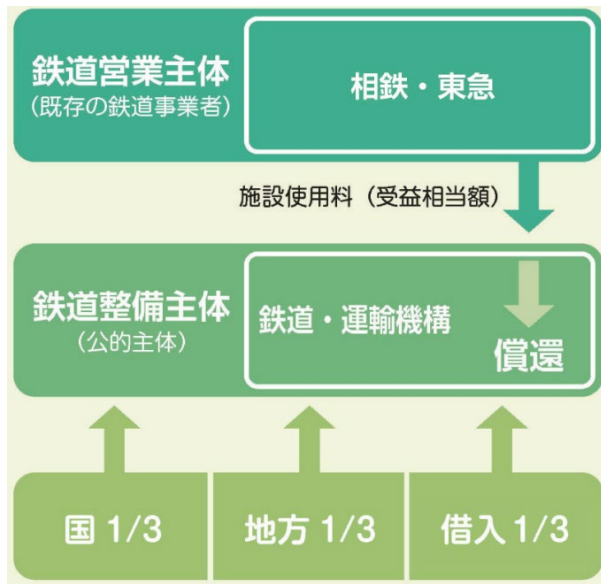 鉄道営業主体
(既存の鉄道事業者)
相鉄・東急
施設使用料（受益相当額）
鉄道整備主体
(公的主体)
鉄道・運輸機構
償還
国 1/3
地方 1/3
借入 1/3